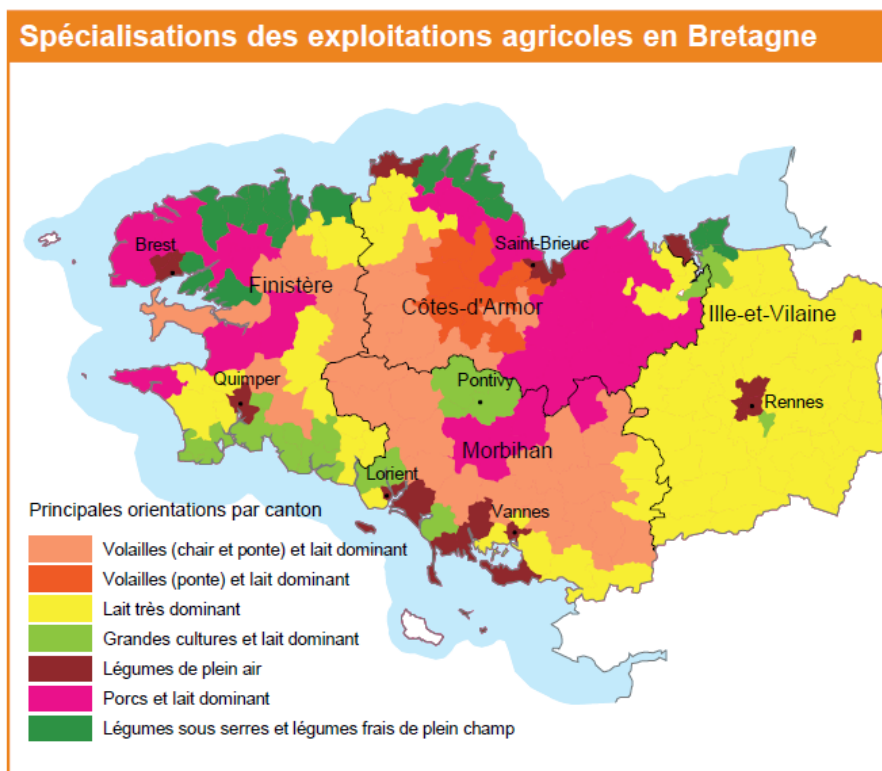 Spécialisations des exploitations agricoles en Bretagne
Brest
Saint-Brieuc
Finistère
Côtes-d'Armor
Ille-et-Vilaine
Quimper
Pontivy
Rennes
Morbihan
Lorient
Vannes
Principales orientations par canton
Volailles (chair et ponte) et lait dominant
Volailles (ponte) et lait dominant
Lait très dominant
Grandes cultures et lait dominant
Légumes de plein air
Porcs et lait dominant
Légumes sous serres et légumes frais de plein champ